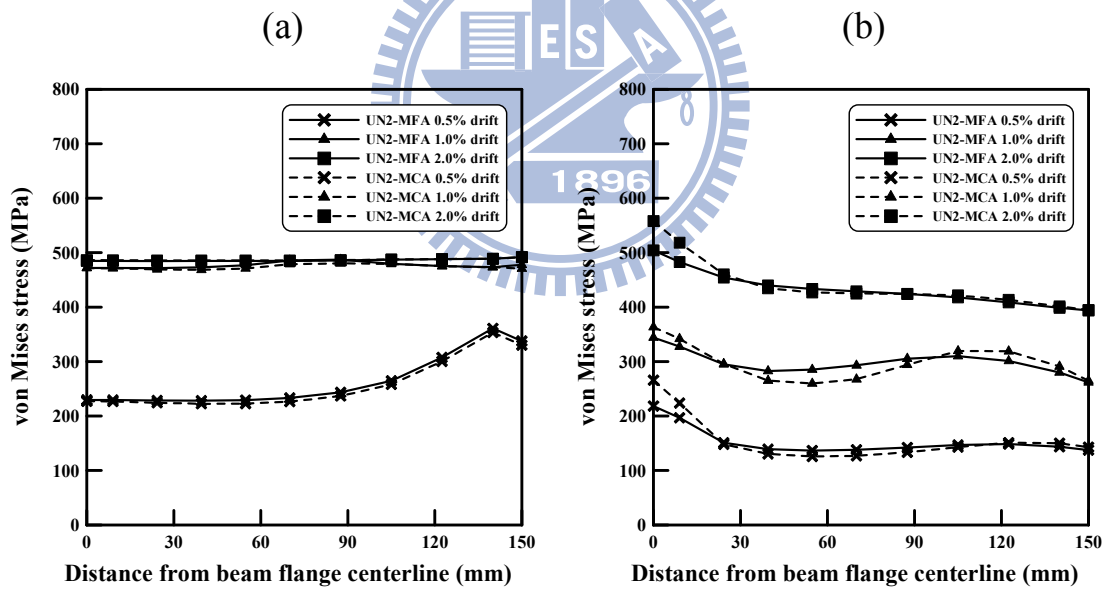 (a)
(b)
E S A
1896
800
700
600
500
400
300
200
100
0
von Mises stress (MPa)
UN2-MFA 0.5% drift
UN2-MFA 1.0% drift
UN2-MFA 2.0% drift
UN2-MCA 0.5% drift
UN2-MCA 1.0% drift
UN2-MCA 2.0% drift
0 30 60 90 120 150
Distance from beam flange centerline (mm)
800
700
600
500
400
300
200
100
0
von Mises stress (MPa)
UN2-MFA 0.5% drift
UN2-MFA 1.0% drift
UN2-MFA 2.0% drift
UN2-MCA 0.5% drift
UN2-MCA 1.0% drift
UN2-MCA 2.0% drift
0 30 60 90 120 150
Distance from beam flange centerline (mm)